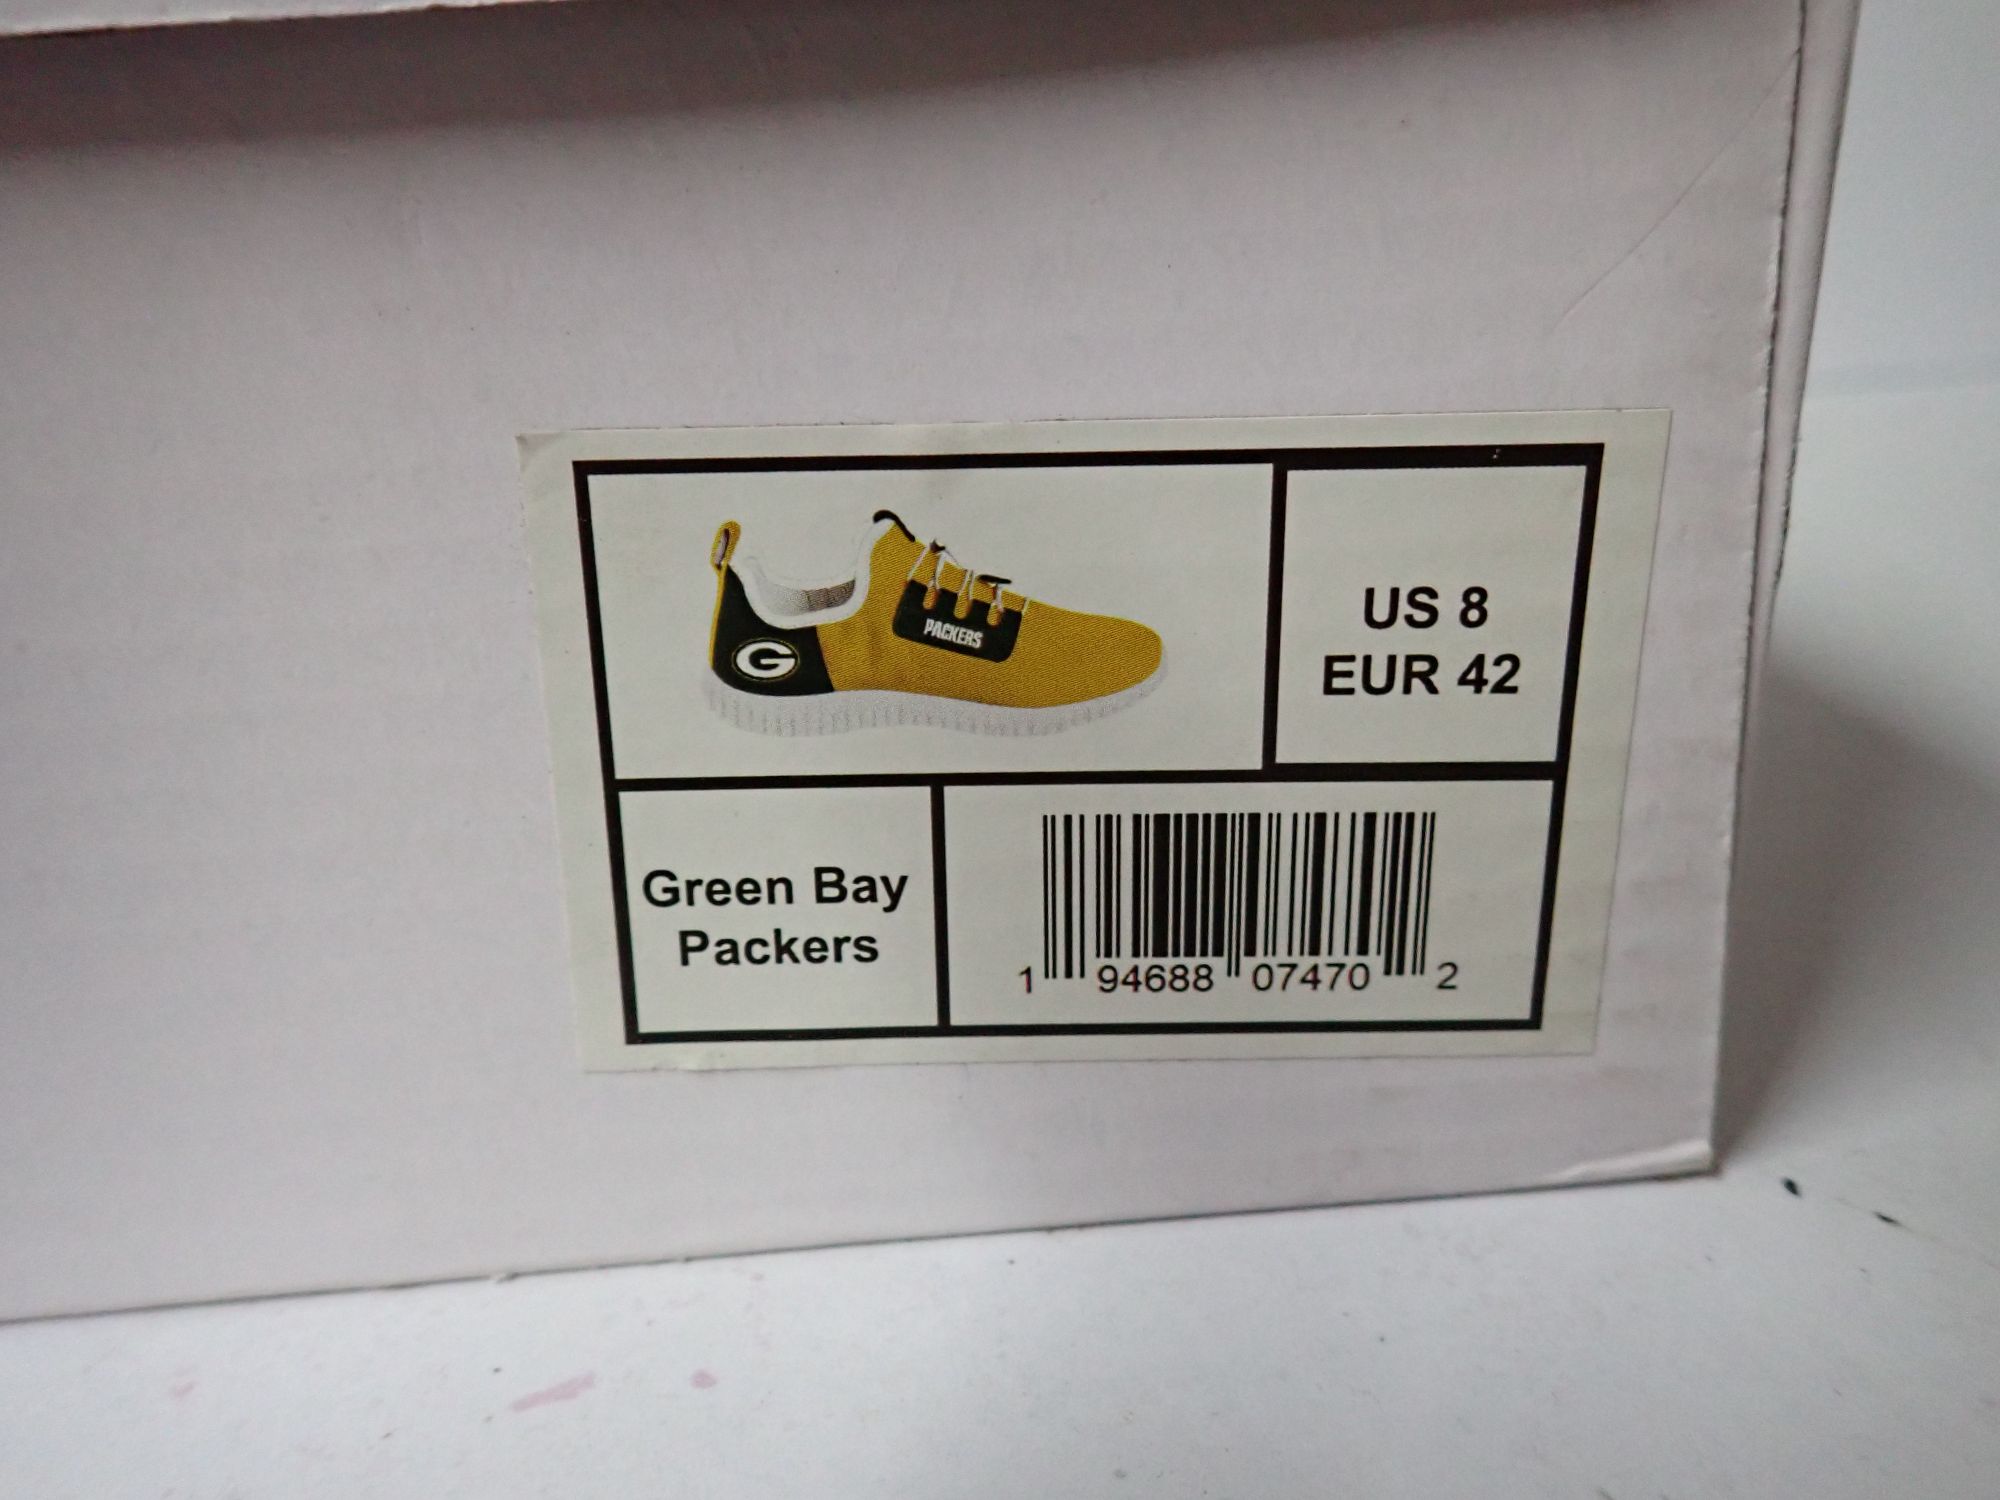 G
PACKERS
US 8
EUR 42
Green Bay
Packers
1 94688 07470 2